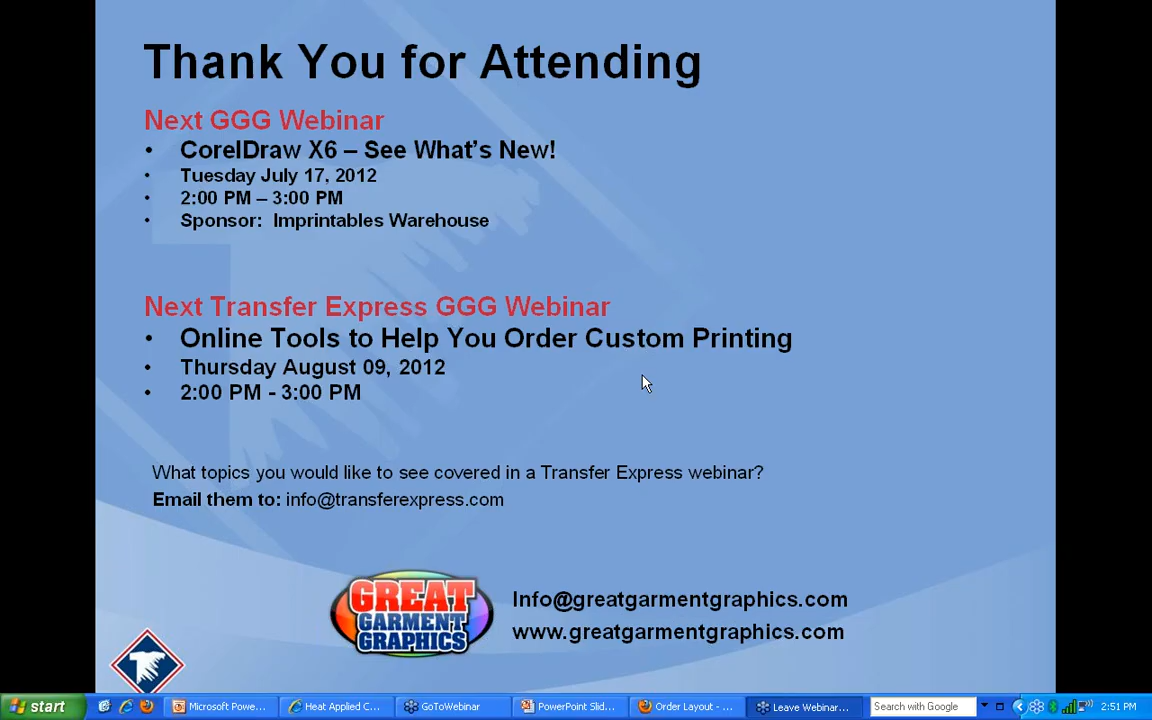 Thank You for Attending
Next GGG Webinar
• CorelDraw X6 – See What's New!
• Tuesday July 17, 2012
• 2:00 PM – 3:00 PM
• Sponsor: Imprintables Warehouse
Next Transfer Express GGG Webinar
• Online Tools to Help You Order Custom Printing
• Thursday August 09, 2012
• 2:00 PM - 3:00 PM
What topics you would like to see covered in a Transfer Express webinar?
Email them to: info@transferexpress.com
GREAT
GARMENT
GRAPHICS
Info@greatgarmentgraphics.com
www.greatgarmentgraphics.com
start Microsoft Powe... Heat Applied C... GoToWebinar PowerPoint Slid... Order Layout - ... Leave Webinar... Search with Google 2:51 PM